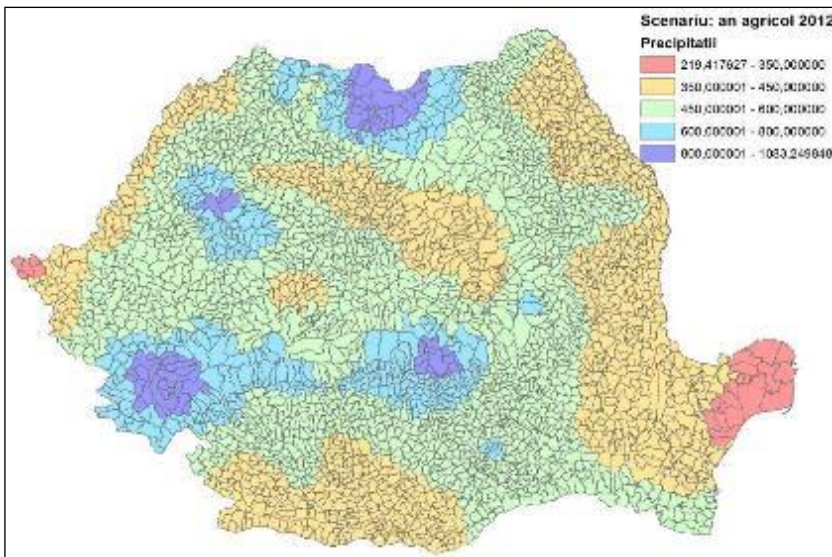 Scenariu: an agricol 2012
Precipitatii
219,417627 - 350,000000
350,000001 - 450,000000
450,000001 - 600,000000
600,000001 - 800,000000
800,000001 - 1083,249848